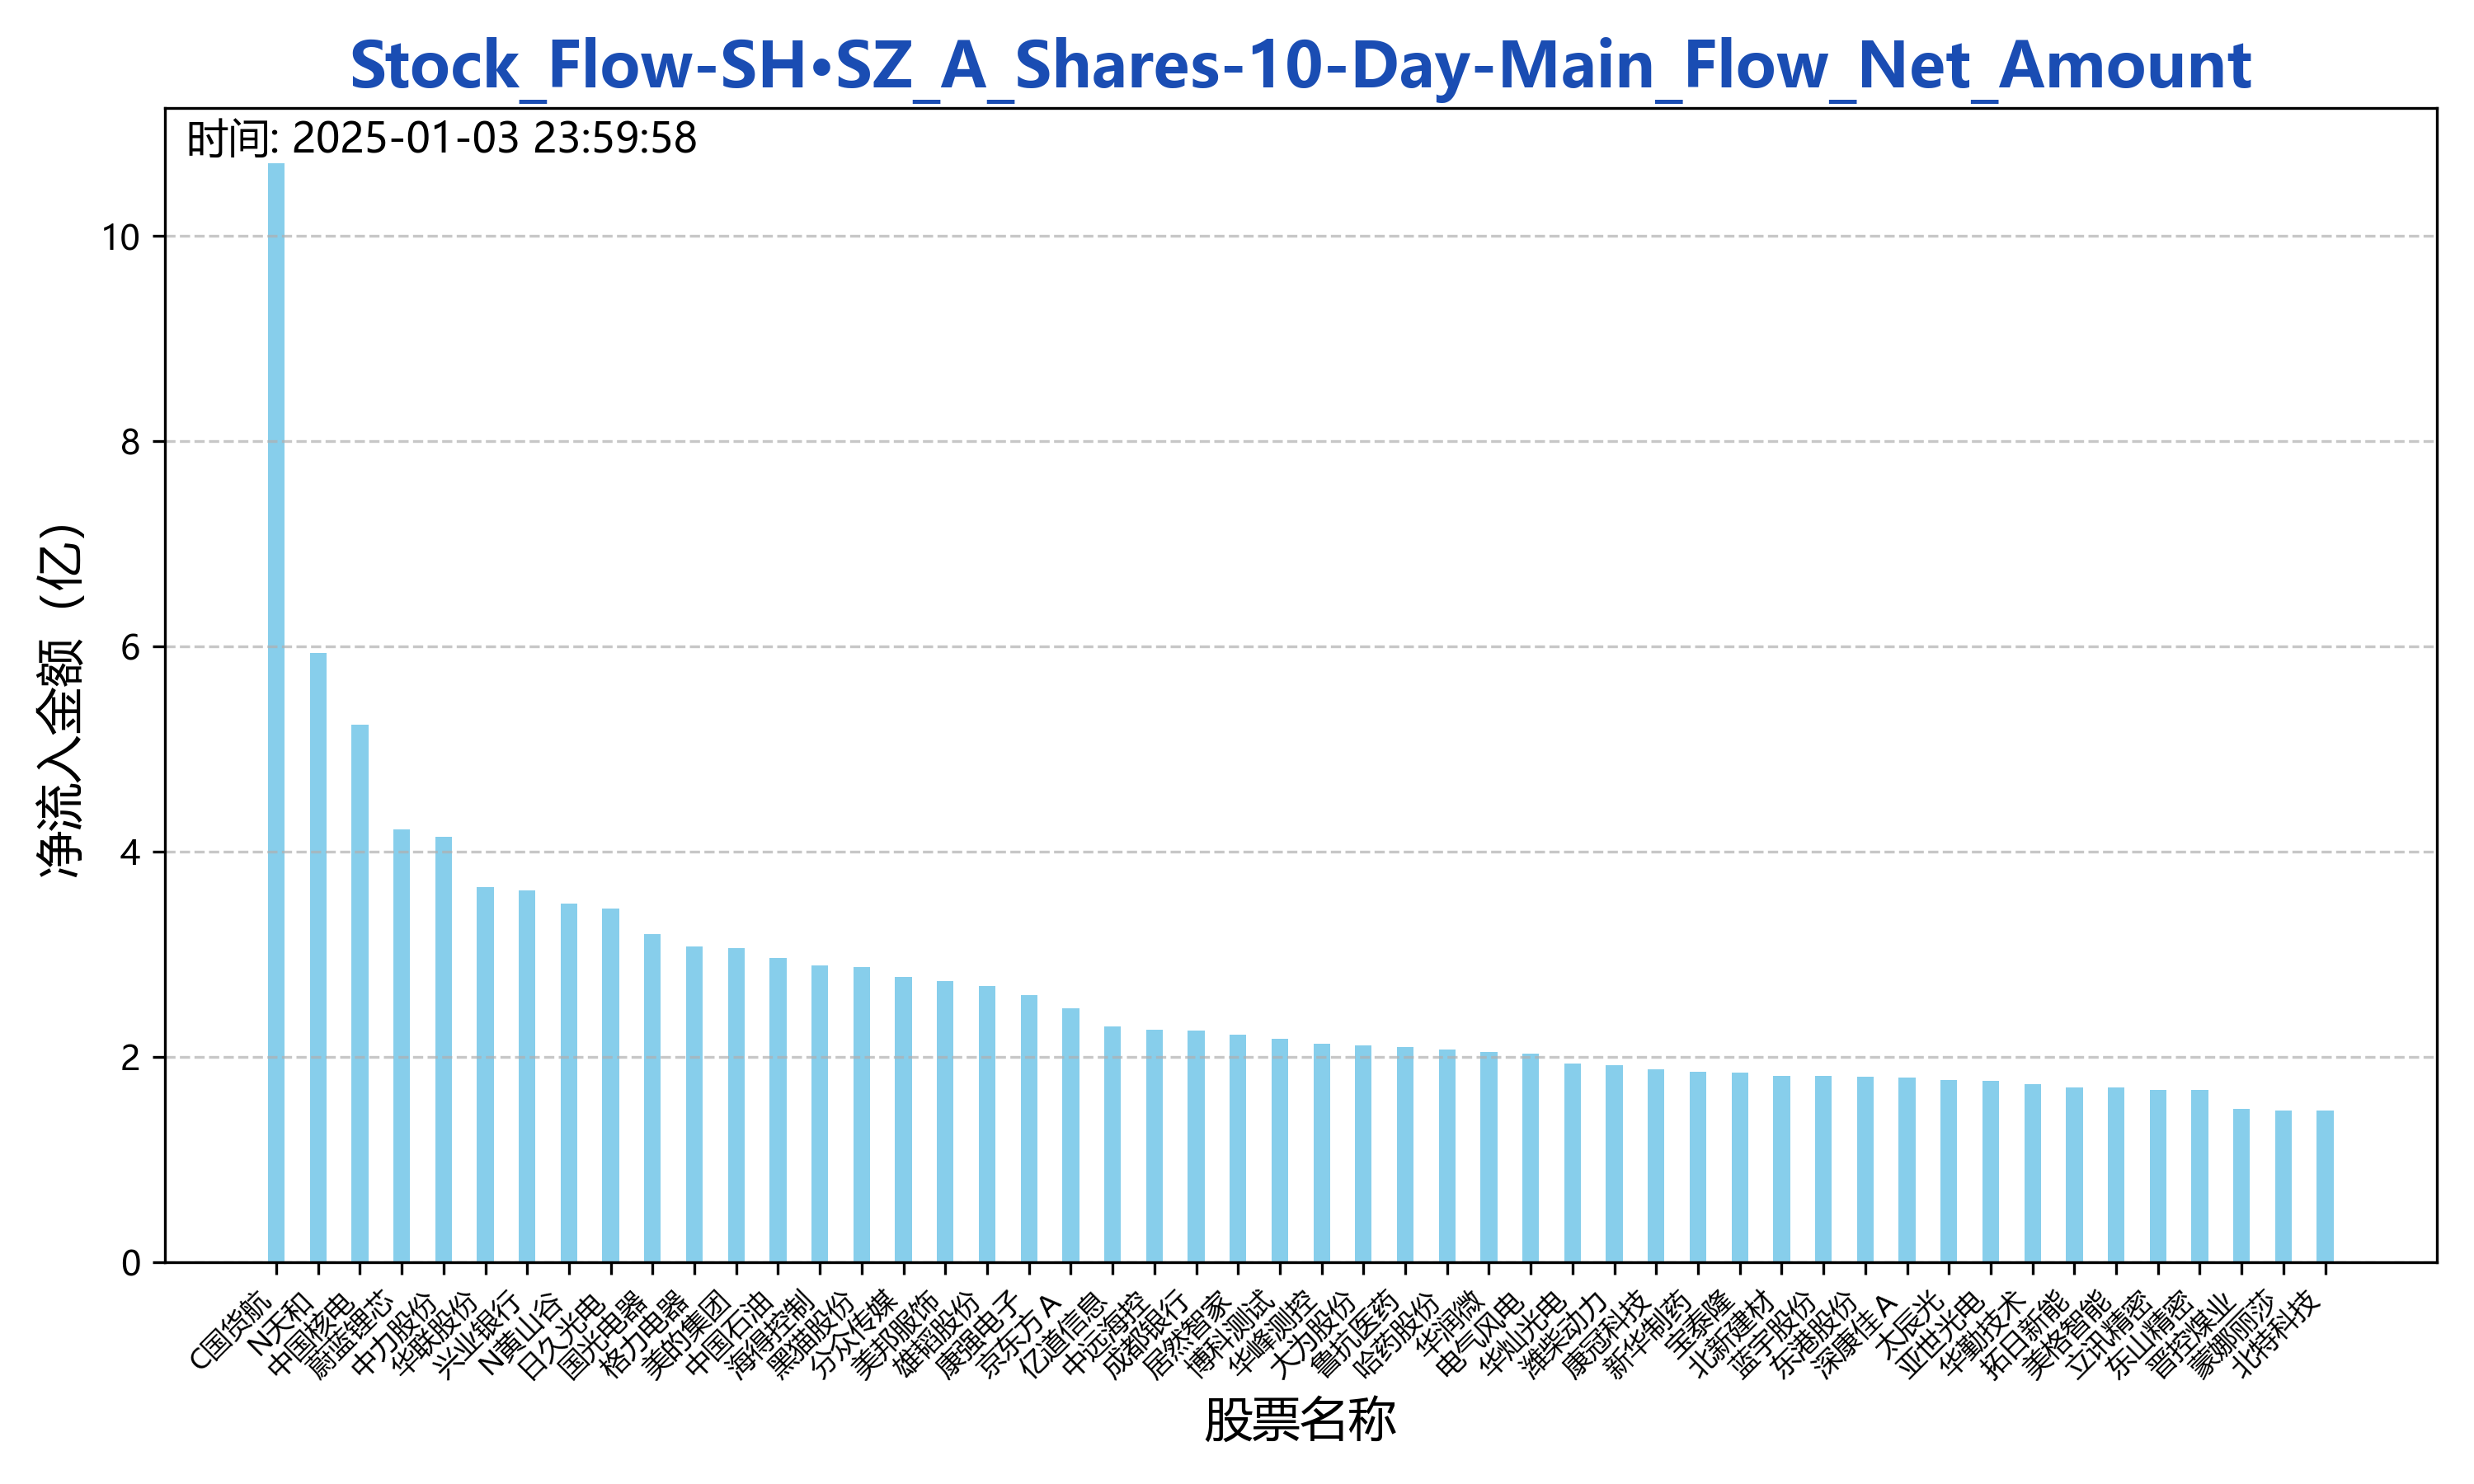 Stock_Flow-SH•SZ_A_Shares-10-Day-Main_Flow_Net_Amount
时间: 2025-01-03 23:59:58
净流入金额 (亿)
10
8
6
4
2
0
C国货航
N天和
中国核电
蔚蓝锂芯
中力股份
华联股份
兴业银行
N黄山谷
日久光电
国光电器
格力电器
美的集团
中国石油
海得控制
黑猫股份
分众传媒
美邦服饰
雄韬股份
康强电子
京东方Ａ
亿道信息
中远海控
成都银行
居然智家
博科测试
华峰测控
大为股份
鲁抗医药
哈药股份
华润微
电气风电
华灿光电
潍柴动力
康冠科技
新华制药
宝泰隆
北新建材
蓝宇股份
东港股份
深康佳Ａ
太辰光
亚世光电
华勤技术
拓日新能
美格智能
立讯精密
东山精密
晋控煤业
蒙娜丽莎
北特科技
股票名称